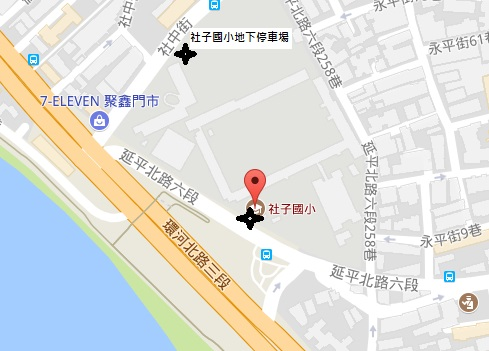 社中街
社中街
社子國小地下停車場
延平北路六段258巷
永平街61巷
7-ELEVEN 聚鑫門市
延平北路六段
社子國小
環河北路三段
延平北路六段258巷
永平街9巷
延平北路六段